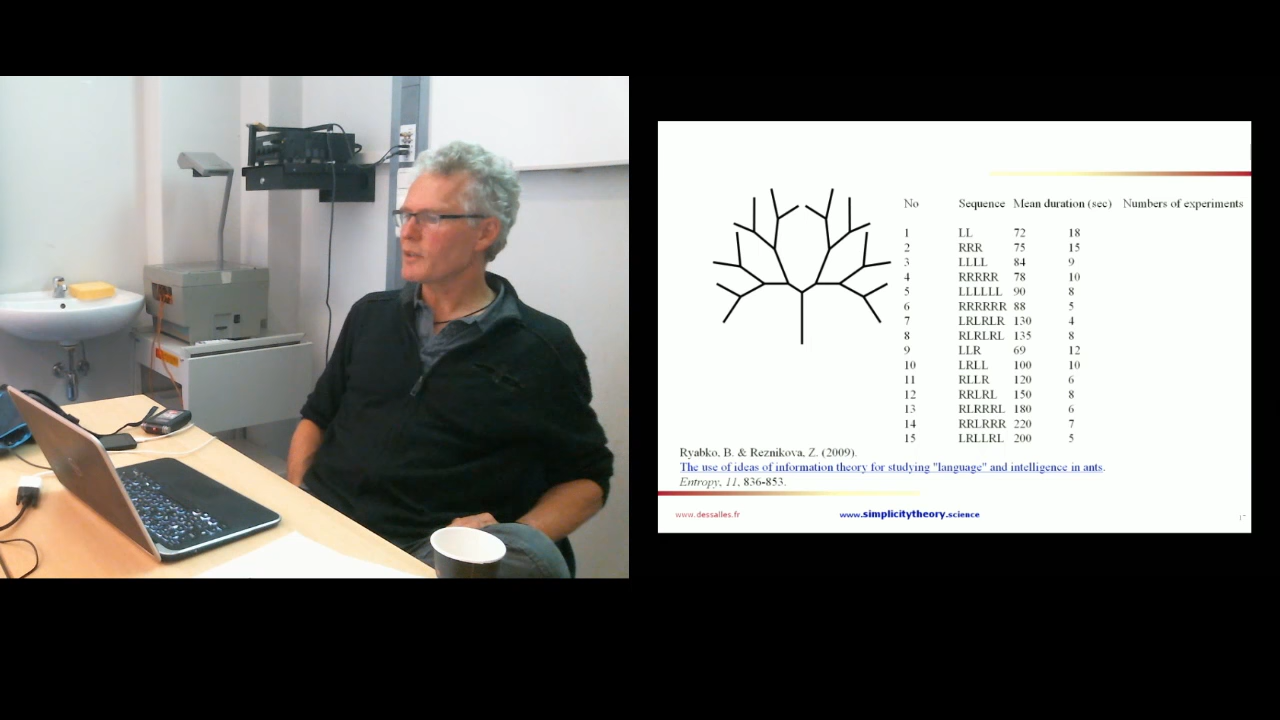 No Sequence Mean duration (sec) Numbers of experiments
1 LL 72 18
2 RRR 75 15
3 LLLL 84 9
4 RRRRR 78 10
5 LLLLLL 90 8
6 RRRRRR 88 5
7 LRLRLR 130 4
8 RLRLRL 135 8
9 LLR 69 12
10 LRLL 100 10
11 RLLR 120 6
12 RRLRL 150 8
13 RLRRRL 180 6
14 RRLRRR 220 7
15 LRLLRL 200 5
Ryabko, B. & Reznikova, Z. (2009).
The use of ideas of information theory for studying "language" and intelligence in ants.
Entropy, 11, 836-853.
www.dessalles.fr www.simplicitytheory.science